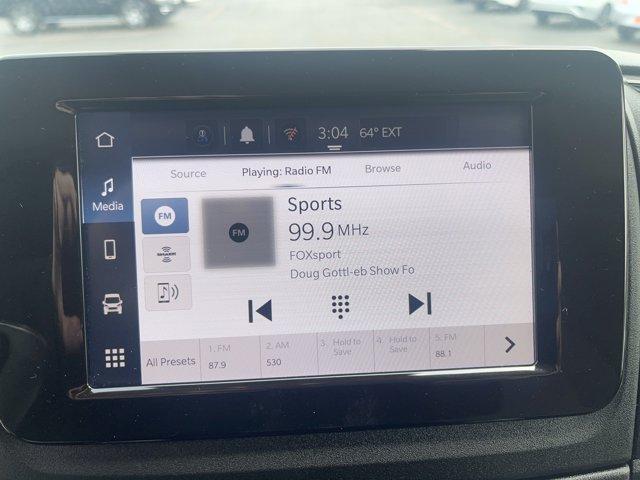 3:04 64° EXT
Source Playing: Radio FM Browse Audio
Media
FM
FM
Sports
99.9 MHz
FOXsport
Doug Gottl-eb Show Fo
SiriusXM
All Presets
1. FM
87.9
2. AM
530
3. Hold to
Save
4. Hold to
Save
5. FM
88.1